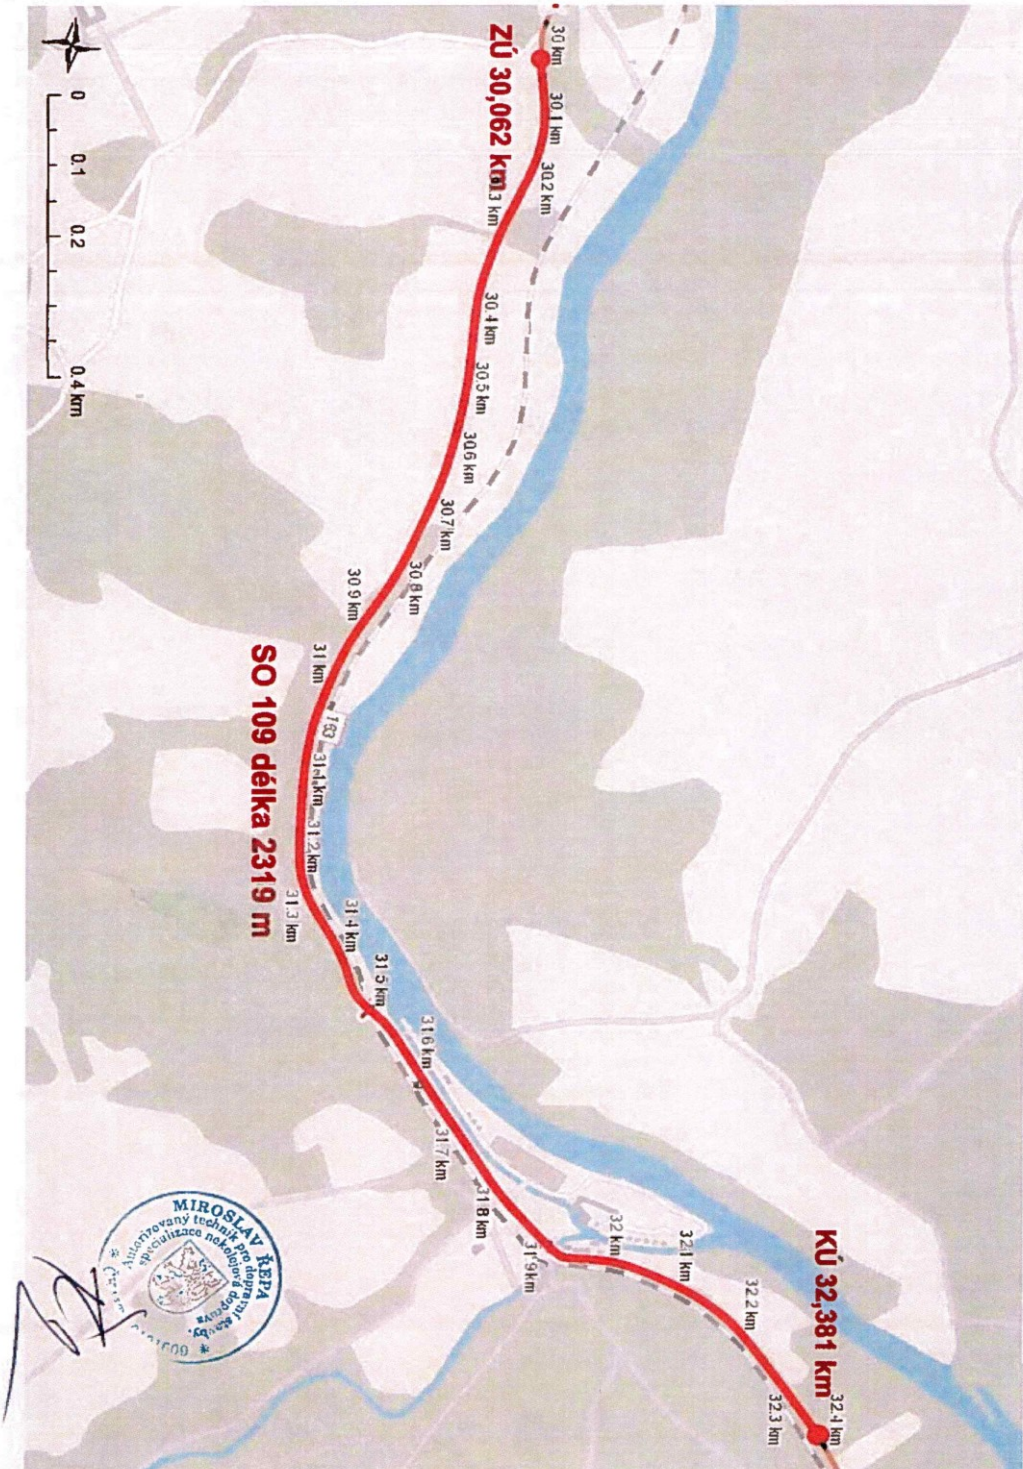 ZÚ 30,062 km
30 km
30.1 km
30.2 km
30.4 km
30.5 km
30.6 km
30.7 km
30.8 km
30.9 km
31 km
163
31.1 km
31.2 km
31.3 km
31.4 km
31.5 km
31.6 km
31.7 km
31.8 km
31.9 km
32 km
32.1 km
32.2 km
32.3 km
32.4 km
KÚ 32,381 km
SO 109 délka 2319 m
0 0.1 0.2 0.4 km
MIROSLAV ŘEPA
Autorizovaný technik pro dopravní stavby,
specializace nekolejová doprava